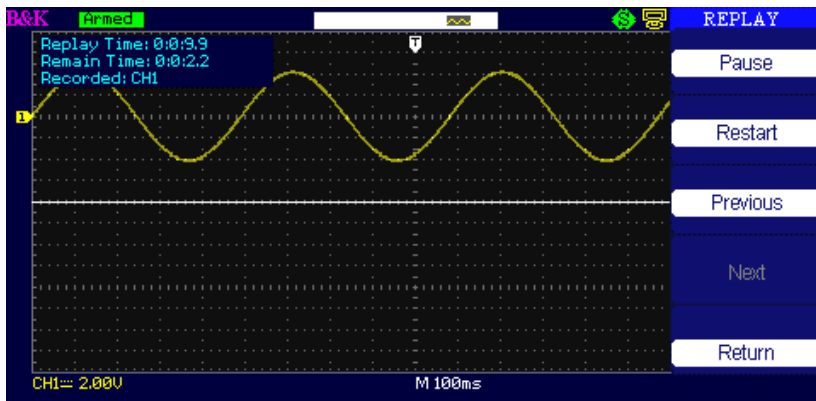 B&K Armed REPLAY
Replay Time: 0:0:9.9
Remain Time: 0:0:2.2
Recorded: CH1
T
1
Pause
Restart
Previous
Next
Return
CH1⎓ 2.00V M 100ms